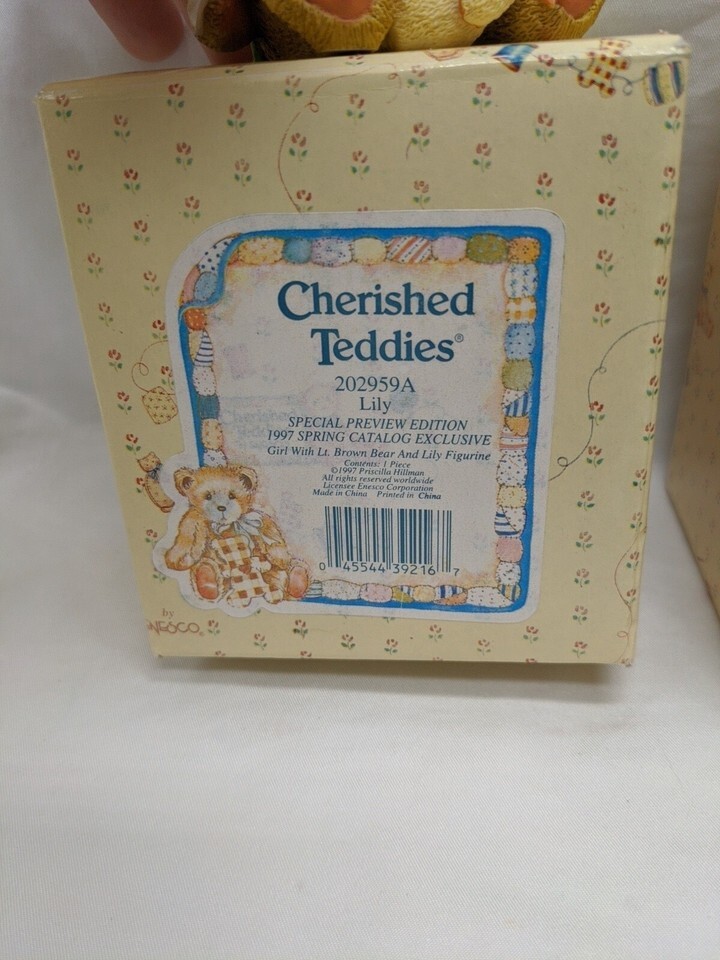 Cherished
Teddies®
202959A
Lily
SPECIAL PREVIEW EDITION
1997 SPRING CATALOG EXCLUSIVE
Girl With Lt. Brown Bear And Lily Figurine
Contents: 1 Piece
©1997 Priscilla Hillman
All rights reserved worldwide
Licensee Enesco Corporation
Made in China Printed in China
0 45544 39216 7
by
NESCO®